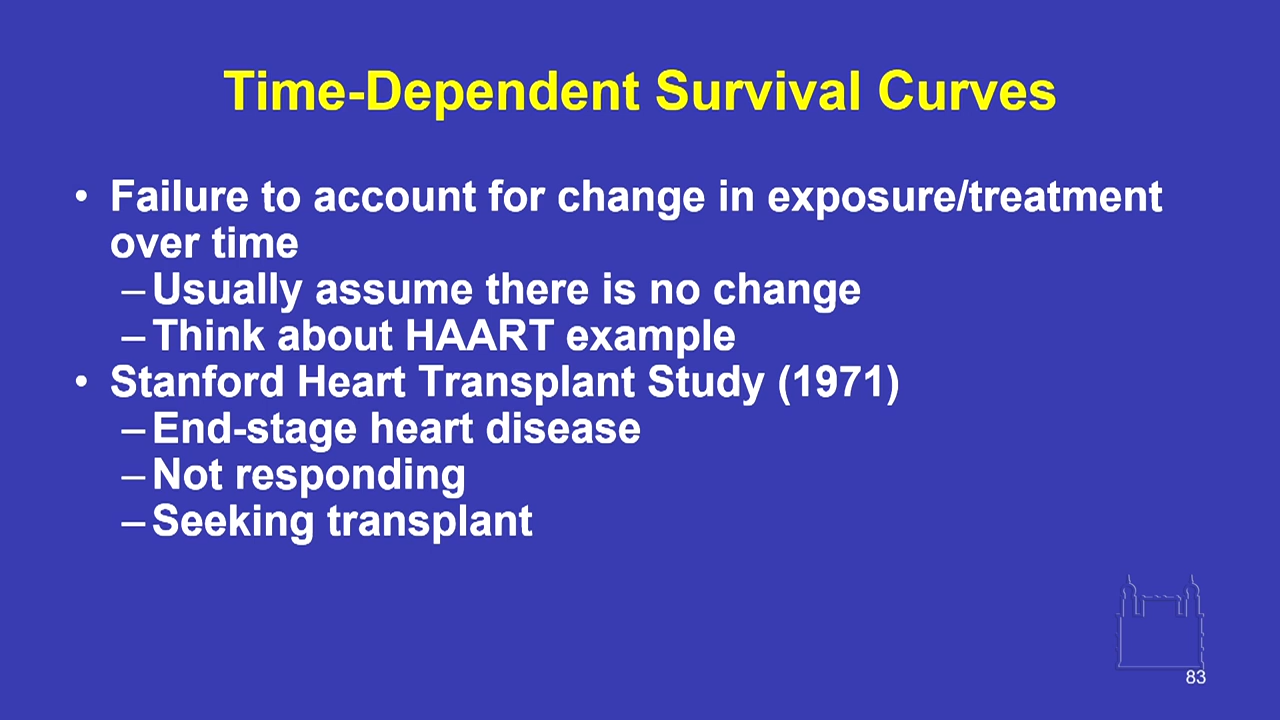 Time-Dependent Survival Curves
• Failure to account for change in exposure/treatment
over time
– Usually assume there is no change
– Think about HAART example
• Stanford Heart Transplant Study (1971)
– End-stage heart disease
– Not responding
– Seeking transplant
83